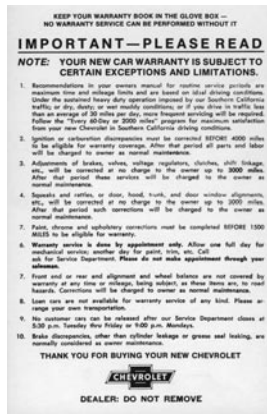 KEEP YOUR WARRANTY BOOK IN THE GLOVE BOX —
NO WARRANTY SERVICE CAN BE PERFORMED WITHOUT IT
IMPORTANT—PLEASE READ
NOTE: YOUR NEW CAR WARRANTY IS SUBJECT TO
CERTAIN EXCEPTIONS AND LIMITATIONS.
1. Recommendations in your owners manual for routine service periods are
maximum time and mileage limits and are based on ideal driving conditions.
Under the sustained heavy duty operation imposed by our Southern California
traffic; or dry, dusty; or wet muddy conditions; or if you drive in traffic less
than an average of 30 miles per day, more frequent servicing will be required.
Follow the "Every 60-Day or 2000 miles" program for maximum satisfaction
from your new Chevrolet in Southern California driving conditions.
2. Ignition or carburetion discrepancies must be corrected BEFORE 4000 miles
to be eligible for warranty coverage. After that period all parts and labor
will be charged to owner as normal maintenance.
3. Adjustments of brakes, valves, voltage regulators, clutches, shift linkage,
etc., will be corrected at no charge to the owner up to 2000 miles.
After that period these services will be charged to the owner as
normal maintenance.
4. Squeaks and rattles, or door, hood, trunk, and door window alignments,
etc., will be corrected at no charge to the owner up to 2000 miles.
After that period such corrections will be charged to the owner as
normal maintenance.
5. Paint, chrome and upholstery corrections must be completed BEFORE 1500
MILES to be eligible for warranty.
6. Warranty service is done by appointment only. Allow one full day for
mechanical service; another day for paint, trim, etc. Call
ask for Service Department. Please do not make appointment through your
salesman.
7. Front end or rear end alignment and wheel balance are not covered by
warranty at any time or mileage, being subject, as these items are, to road
hazards. Corrections will be charged to owner as normal maintenance.
8. Loan cars are not available for warranty service of any kind. Please ar-
range your own transportation.
9. No customer cars can be released after our Service Department closes at
5:30 p.m. Tuesday thru Friday or 9:00 p.m. Mondays.
10. Brake discrepancies, other than cylinder leakage or grease seal leaking, are
normally considered as owner maintenance.
THANK YOU FOR BUYING YOUR NEW CHEVROLET
CHEVROLET
DEALER: DO NOT REMOVE